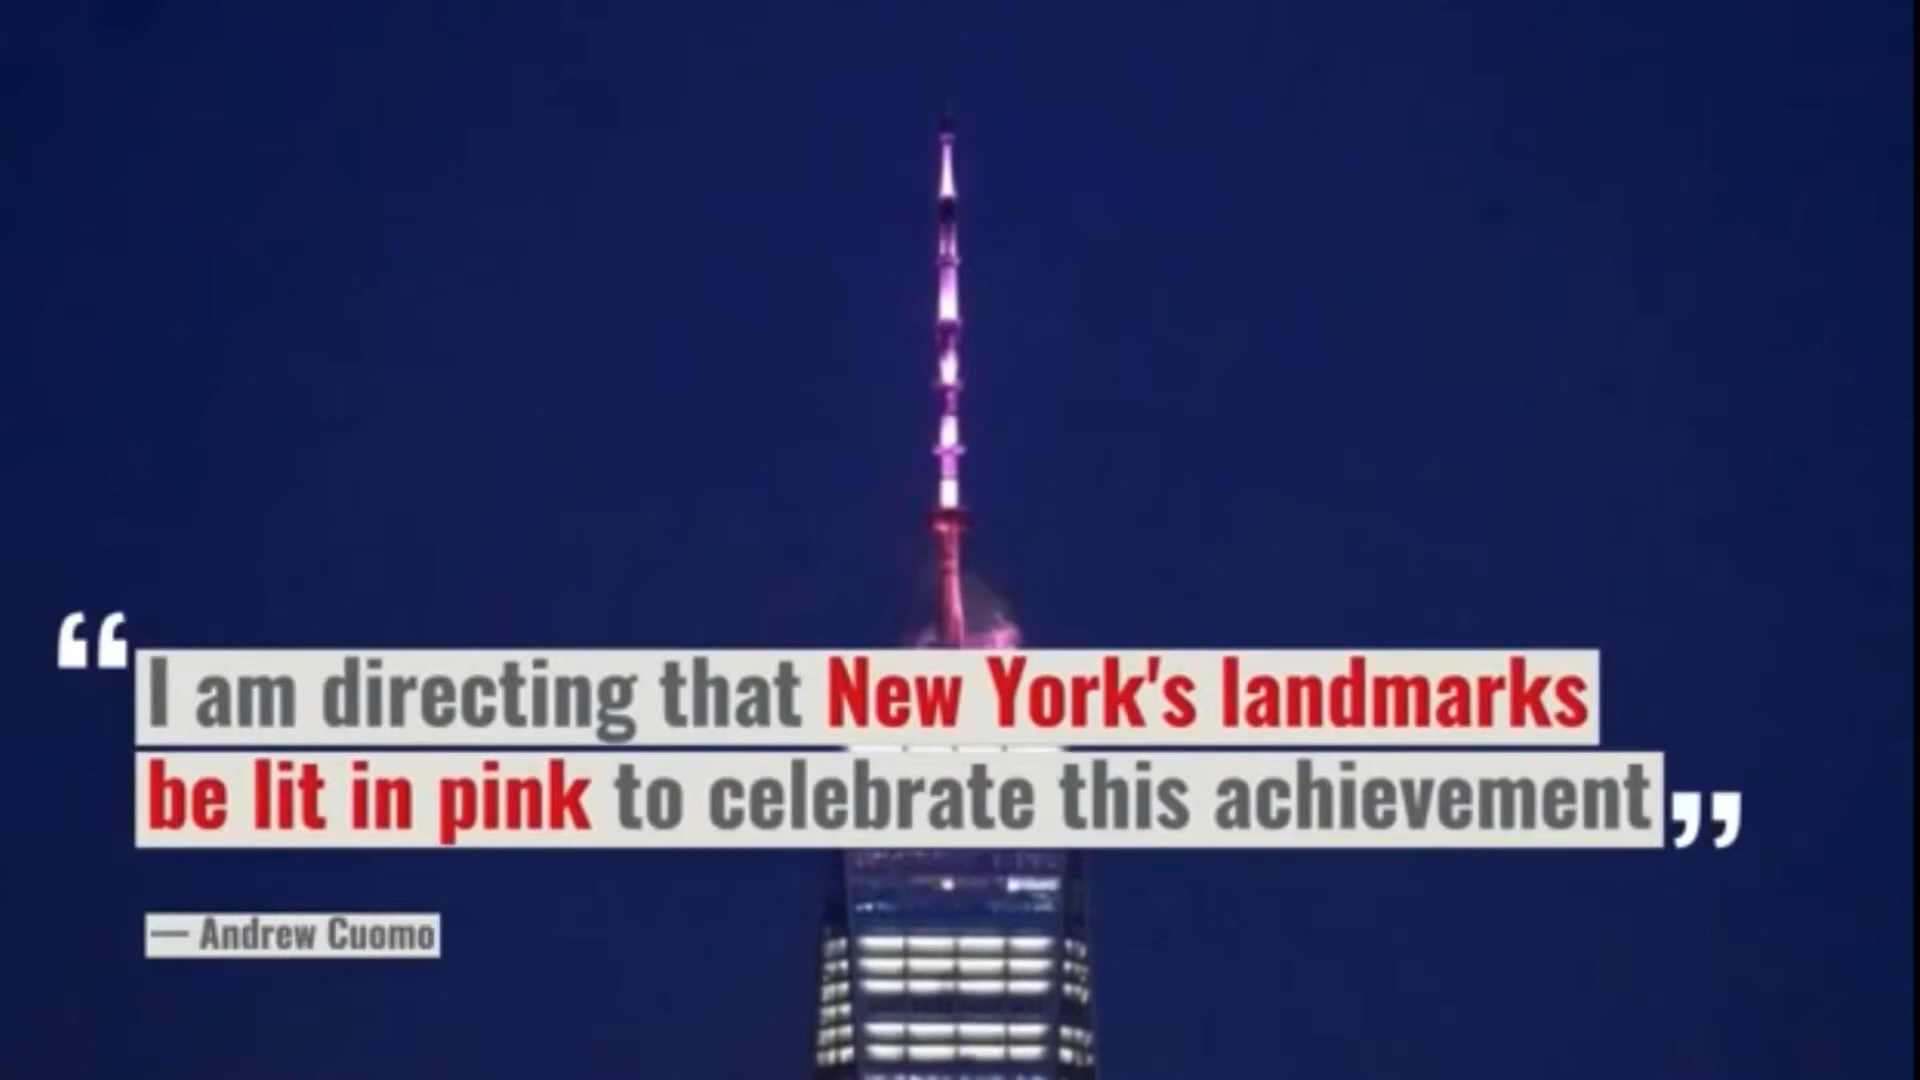 “I am directing that New York's landmarks
be lit in pink to celebrate this achievement”
— Andrew Cuomo